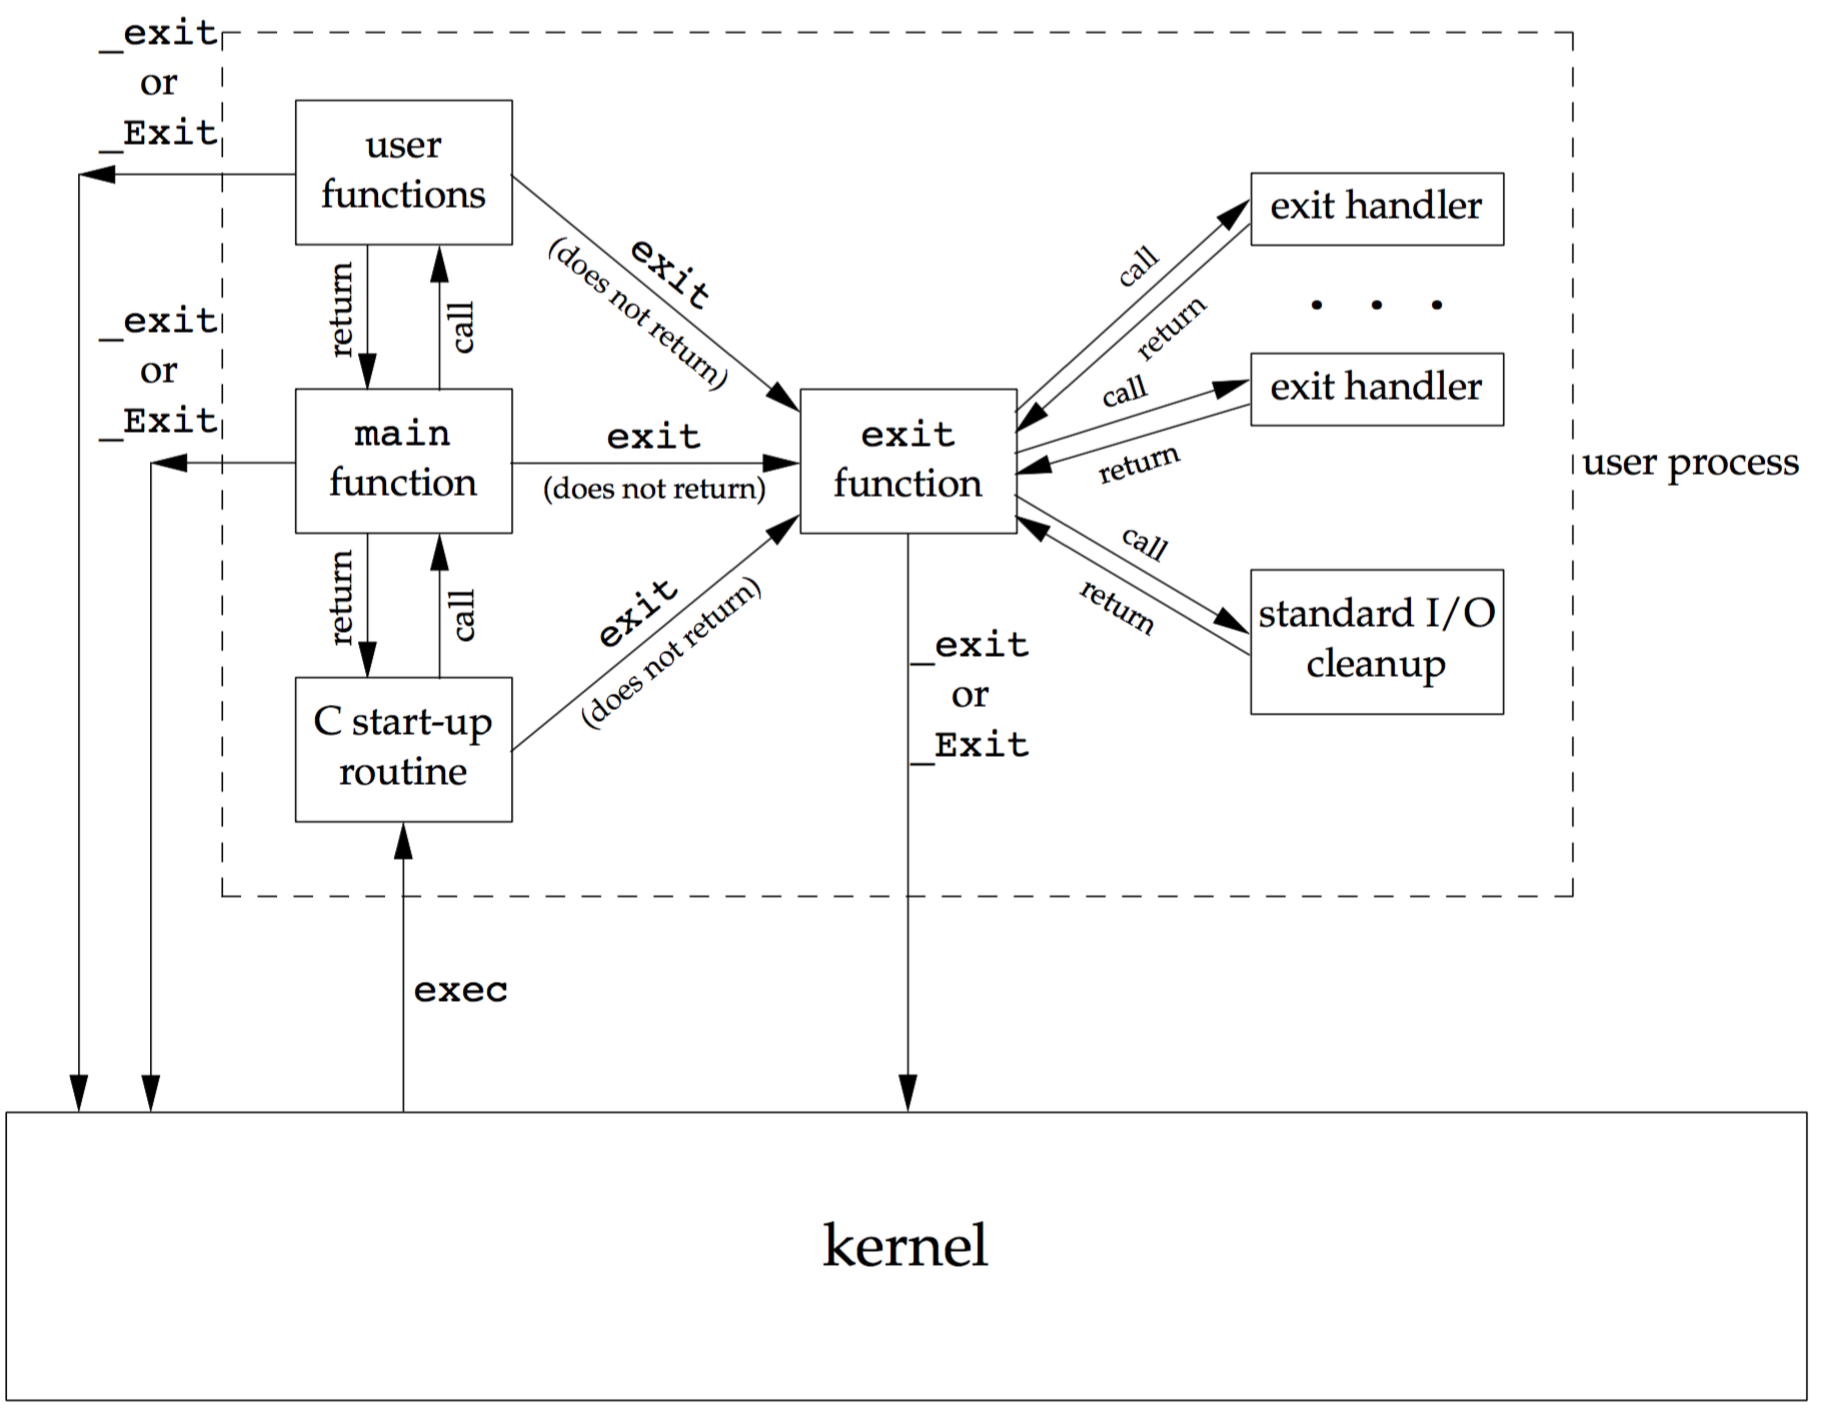 _exit
or
_Exit
user
functions
exit
(does not return)
return
call
_exit
or
_Exit
main
function
exit
(does not return)
return
call
C start-up
routine
exit
(does not return)
exit
function
call
return
exit handler
. . .
call
return
exit handler
call
return
standard I/O
cleanup
user process
_exit
or
_Exit
exec
kernel